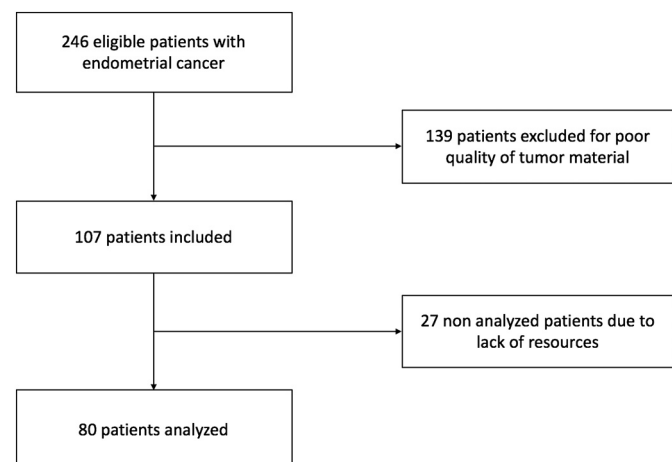 246 eligible patients with
endometrial cancer
139 patients excluded for poor
quality of tumor material
107 patients included
27 non analyzed patients due to
lack of resources
80 patients analyzed